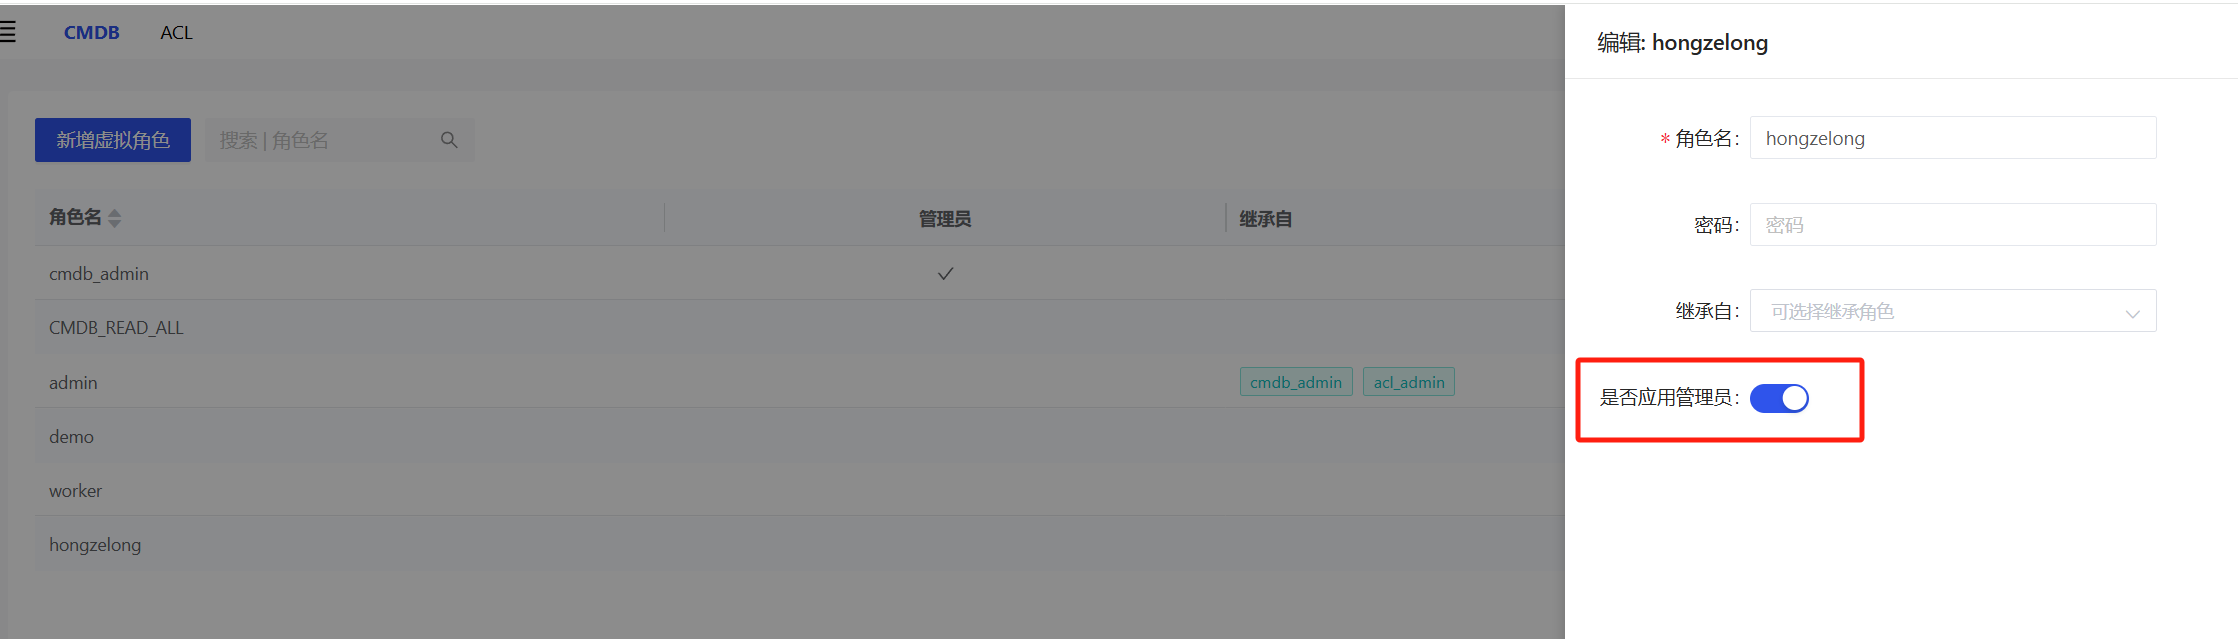 CMDB ACL
新增虚拟角色 搜索 | 角色名
角色名 管理员 继承自
cmdb_admin
CMDB_READ_ALL
admin cmdb_admin acl_admin
demo
worker
hongzelong
编辑: hongzelong
* 角色名: hongzelong
密码: 密码
继承自: 可选择继承角色
是否应用管理员: